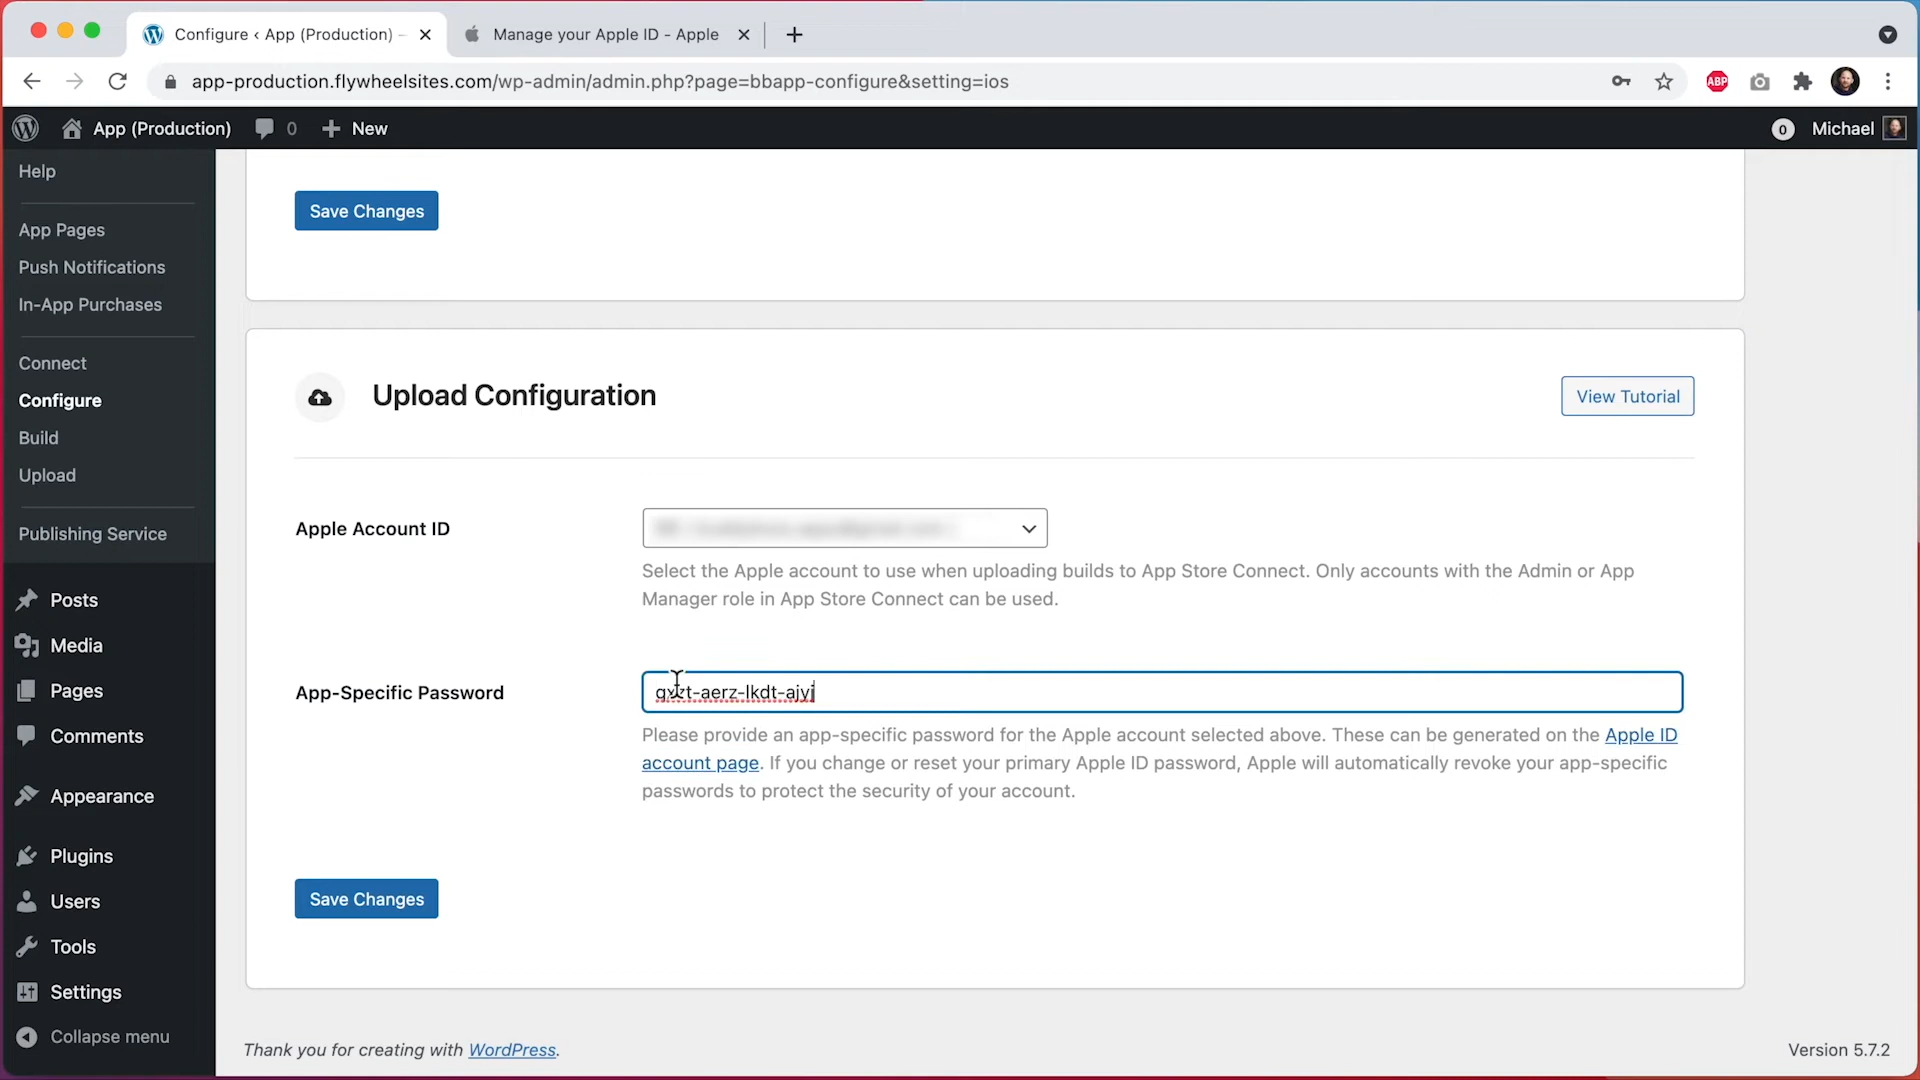 Configure ‹ App (Production) –
Manage your Apple ID - Apple
app-production.flywheelsites.com/wp-admin/admin.php?page=bbapp-configure&setting=ios
ABP
App (Production)
0
New
0
Michael
Help
App Pages
Push Notifications
In-App Purchases
Connect
Configure
Build
Upload
Publishing Service
Posts
Media
Pages
Comments
Appearance
Plugins
Users
Tools
Settings
Collapse menu
Save Changes
Upload Configuration
View Tutorial
Apple Account ID
Select the Apple account to use when uploading builds to App Store Connect. Only accounts with the Admin or App
Manager role in App Store Connect can be used.
App-Specific Password
Please provide an app-specific password for the Apple account selected above. These can be generated on the Apple ID
account page. If you change or reset your primary Apple ID password, Apple will automatically revoke your app-specific
passwords to protect the security of your account.
Save Changes
Thank you for creating with WordPress.
Version 5.7.2